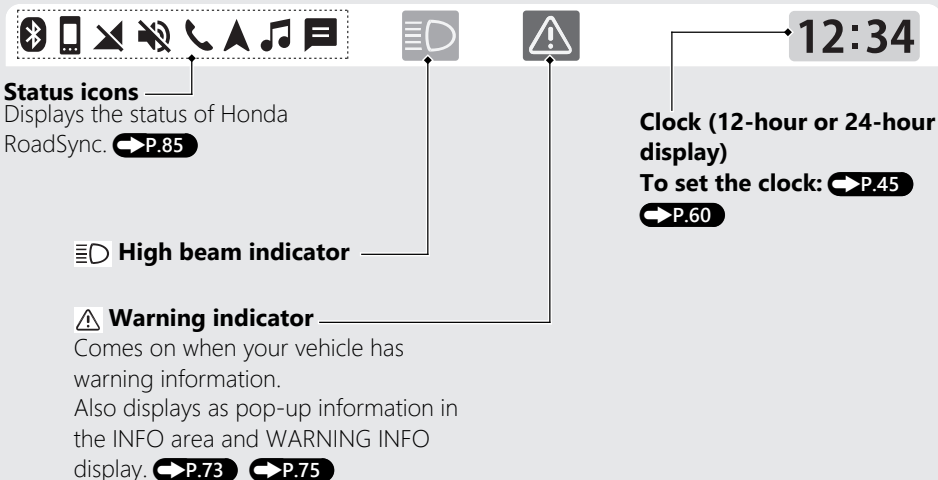 12:34
Status icons
Displays the status of Honda
RoadSync. P.85
Clock (12-hour or 24-hour
display)
To set the clock: P.45
P.60
High beam indicator
Warning indicator
Comes on when your vehicle has
warning information.
Also displays as pop-up information in
the INFO area and WARNING INFO
display. P.73 P.75